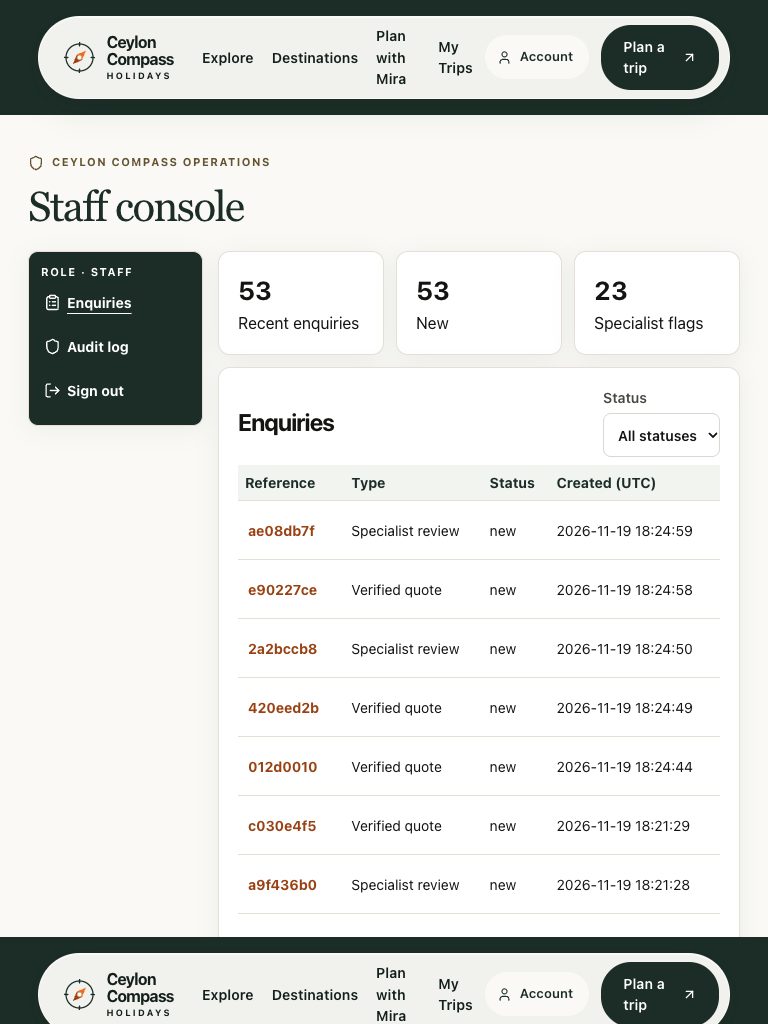 Ceylon
Compass
HOLIDAYS
Explore
Destinations
Plan
with
Mira
My
Trips
Account
Plan a
trip
CEYLON COMPASS OPERATIONS
Staff console
ROLE · STAFF
Enquiries
Audit log
Sign out
53
Recent enquiries
53
New
23
Specialist flags
Enquiries
Status
All statuses
Reference Type Status Created (UTC)
ae08db7f Specialist review new 2026-11-19 18:24:59
e90227ce Verified quote new 2026-11-19 18:24:58
2a2bccb8 Specialist review new 2026-11-19 18:24:50
420eed2b Verified quote new 2026-11-19 18:24:49
012d0010 Verified quote new 2026-11-19 18:24:44
c030e4f5 Verified quote new 2026-11-19 18:21:29
a9f436b0 Specialist review new 2026-11-19 18:21:28
Ceylon
Compass
HOLIDAYS
Explore
Destinations
Plan
with
Mira
My
Trips
Account
Plan a
trip